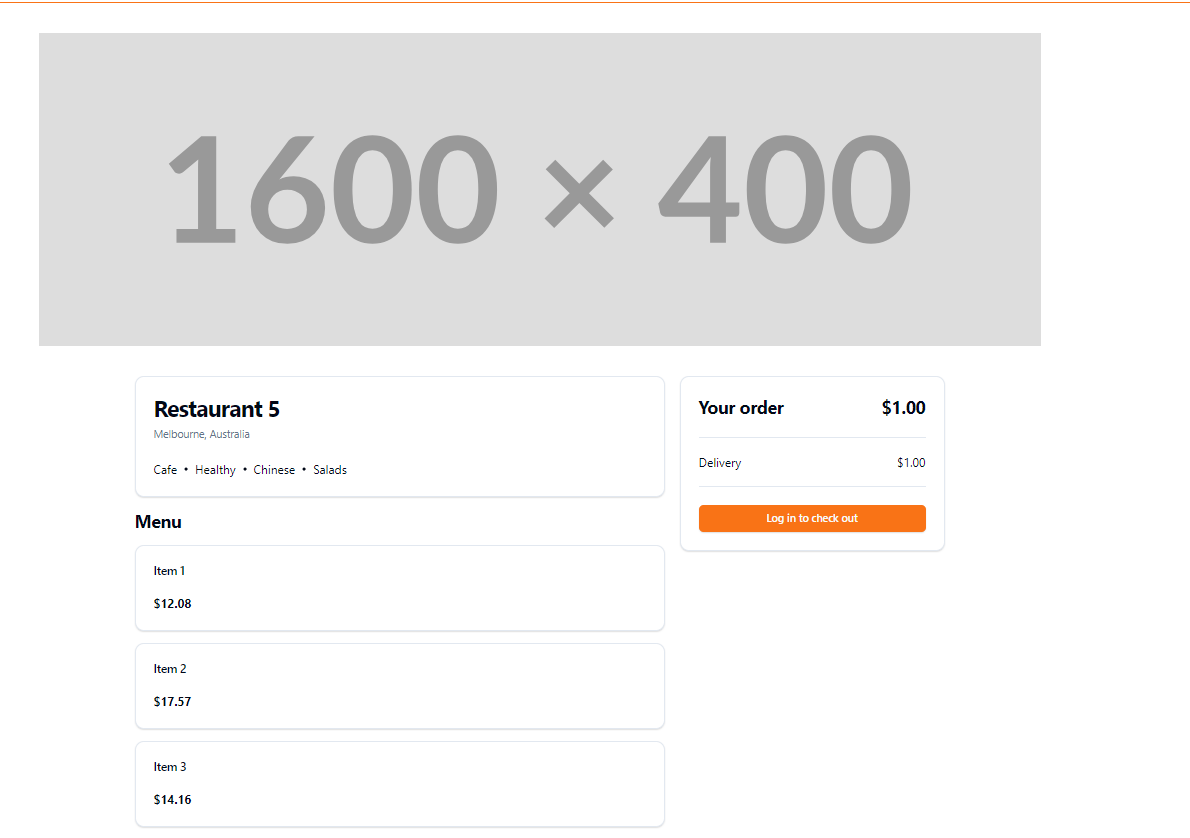 1600 × 400
Restaurant 5
Melbourne, Australia
Cafe • Healthy • Chinese • Salads
Menu
Item 1
$12.08
Item 2
$17.57
Item 3
$14.16
Your order $1.00
Delivery $1.00
Log in to check out